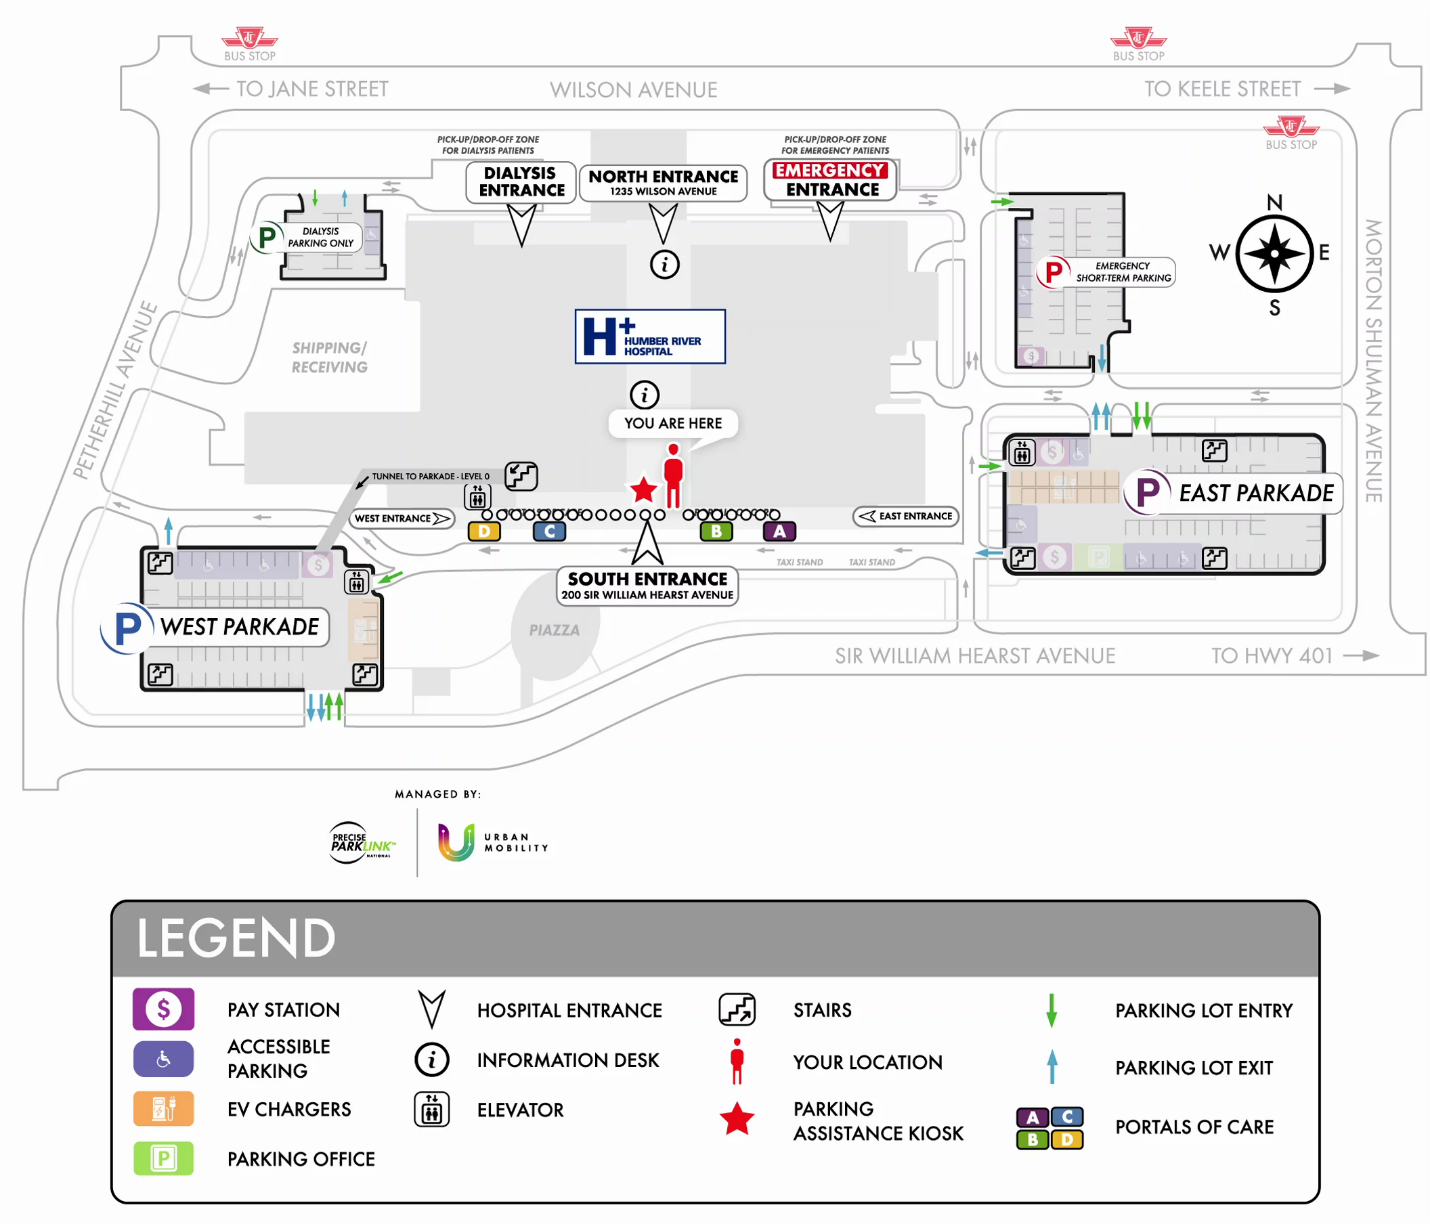 BUS STOP
BUS STOP
TO JANE STREET
WILSON AVENUE
TO KEELE STREET
BUS STOP
PICK-UP/DROP-OFF ZONE
FOR DIALYSIS PATIENTS
PICK-UP/DROP-OFF ZONE
FOR EMERGENCY PATIENTS
DIALYSIS
ENTRANCE
NORTH ENTRANCE
1235 WILSON AVENUE
EMERGENCY
ENTRANCE
P
DIALYSIS
PARKING ONLY
N
W
E
S
i
P
EMERGENCY
SHORT-TERM PARKING
$
H+
HUMBER RIVER
HOSPITAL
SHIPPING/
RECEIVING
PETHERHILL AVENUE
MORTON SHULMAN AVENUE
i
YOU ARE HERE
TUNNEL TO PARKADE - LEVEL 0
$
P
EAST PARKADE
WEST ENTRANCE
EAST ENTRANCE
D
C
B
A
$
P
TAXI STAND
TAXI STAND
$
SOUTH ENTRANCE
200 SIR WILLIAM HEARST AVENUE
P
WEST PARKADE
PIAZZA
SIR WILLIAM HEARST AVENUE
TO HWY 401
MANAGED BY:
PRECISE
PARKLINK™
NATIONAL
URBAN
MOBILITY
LEGEND
$
PAY STATION
HOSPITAL ENTRANCE
STAIRS
PARKING LOT ENTRY
ACCESSIBLE
PARKING
i
INFORMATION DESK
YOUR LOCATION
PARKING LOT EXIT
EV CHARGERS
ELEVATOR
PARKING
ASSISTANCE KIOSK
A
C
B
D
PORTALS OF CARE
P
PARKING OFFICE